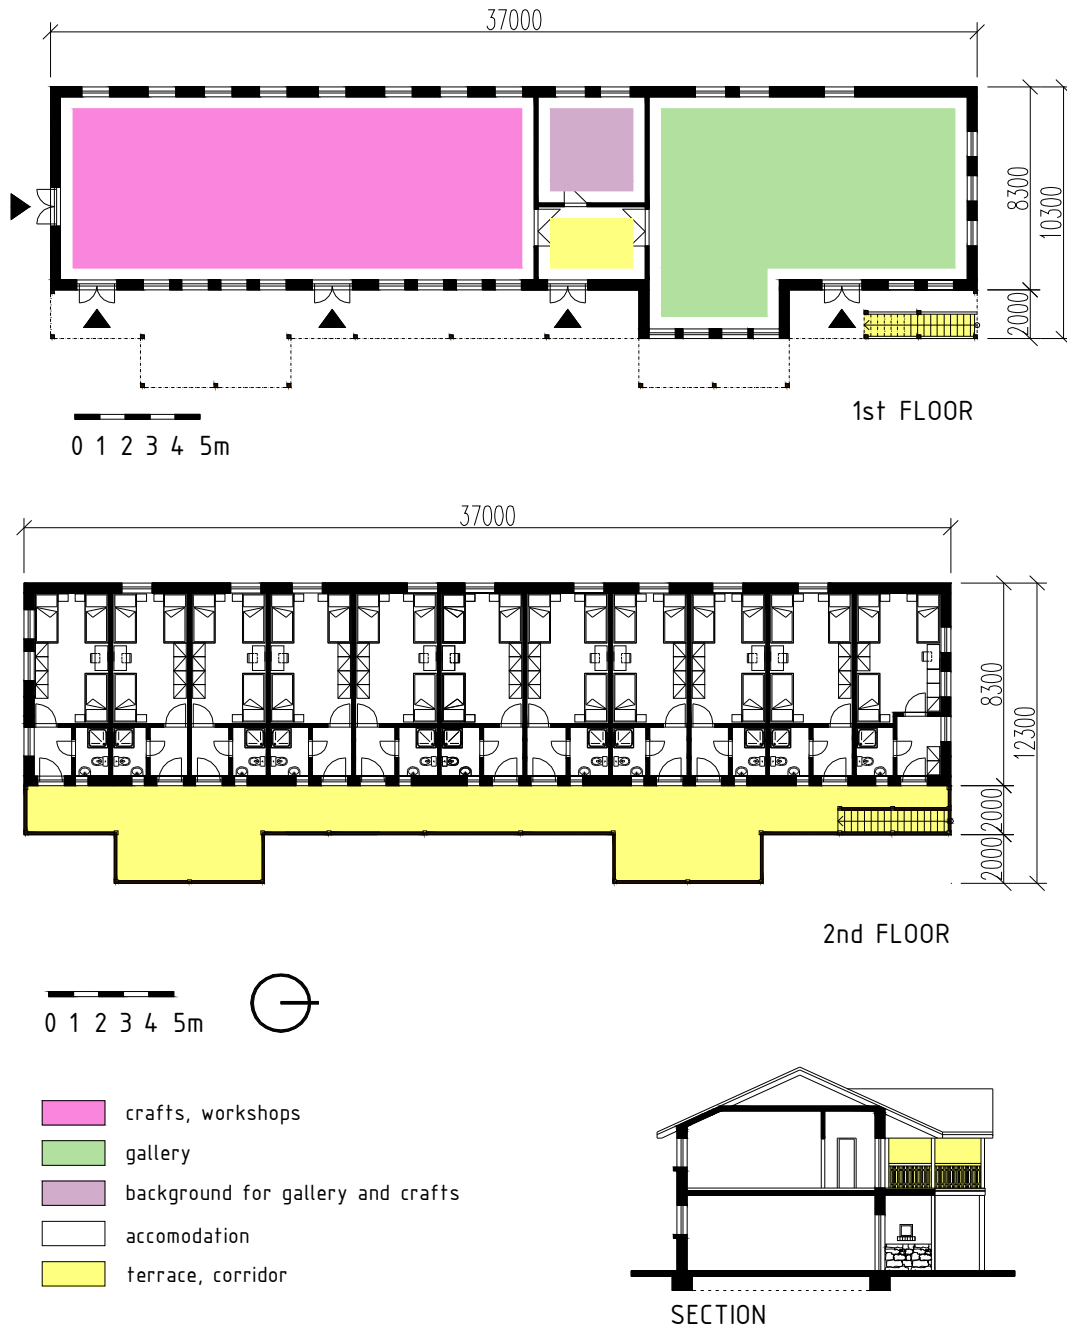 37000
8300
10300
2000
1st FLOOR
0 1 2 3 4 5m
37000
8300
12300
2000
2000
2nd FLOOR
0 1 2 3 4 5m
crafts, workshops
gallery
background for gallery and crafts
accomodation
terrace, corridor
SECTION